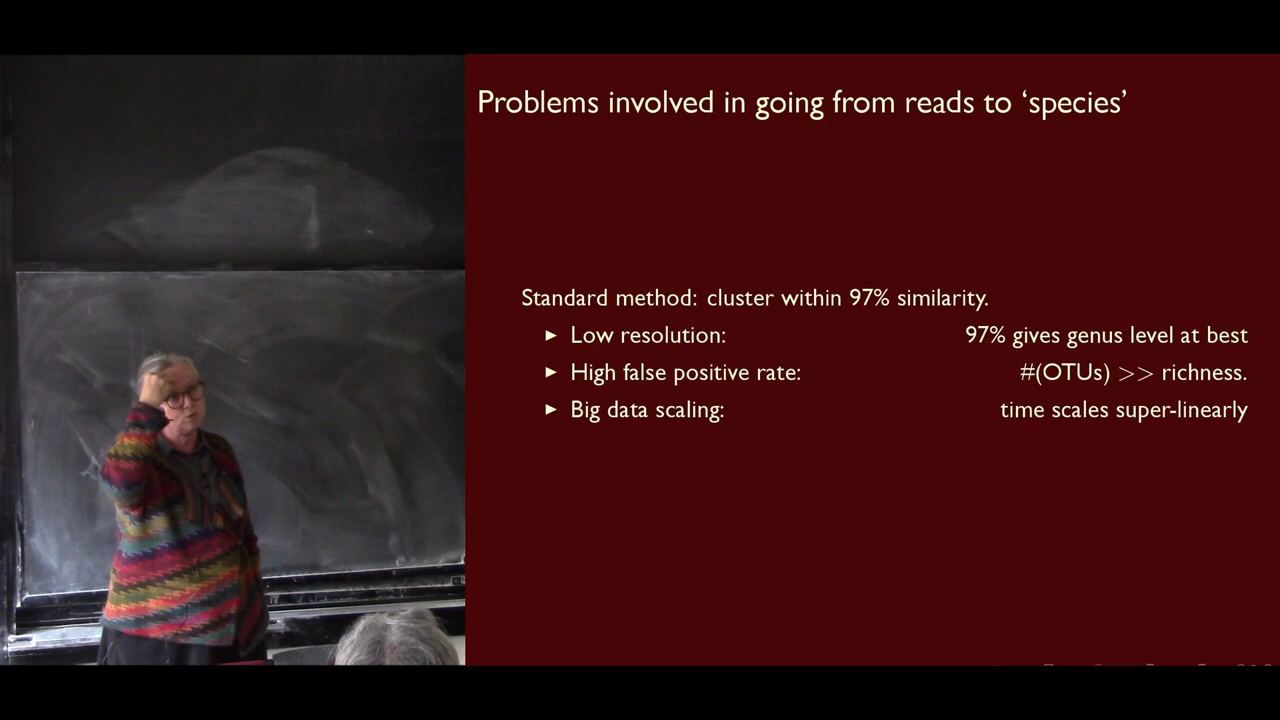 Problems involved in going from reads to ‘species’
Standard method: cluster within 97% similarity.
► Low resolution: 97% gives genus level at best
► High false positive rate: #(OTUs) >> richness.
► Big data scaling: time scales super-linearly